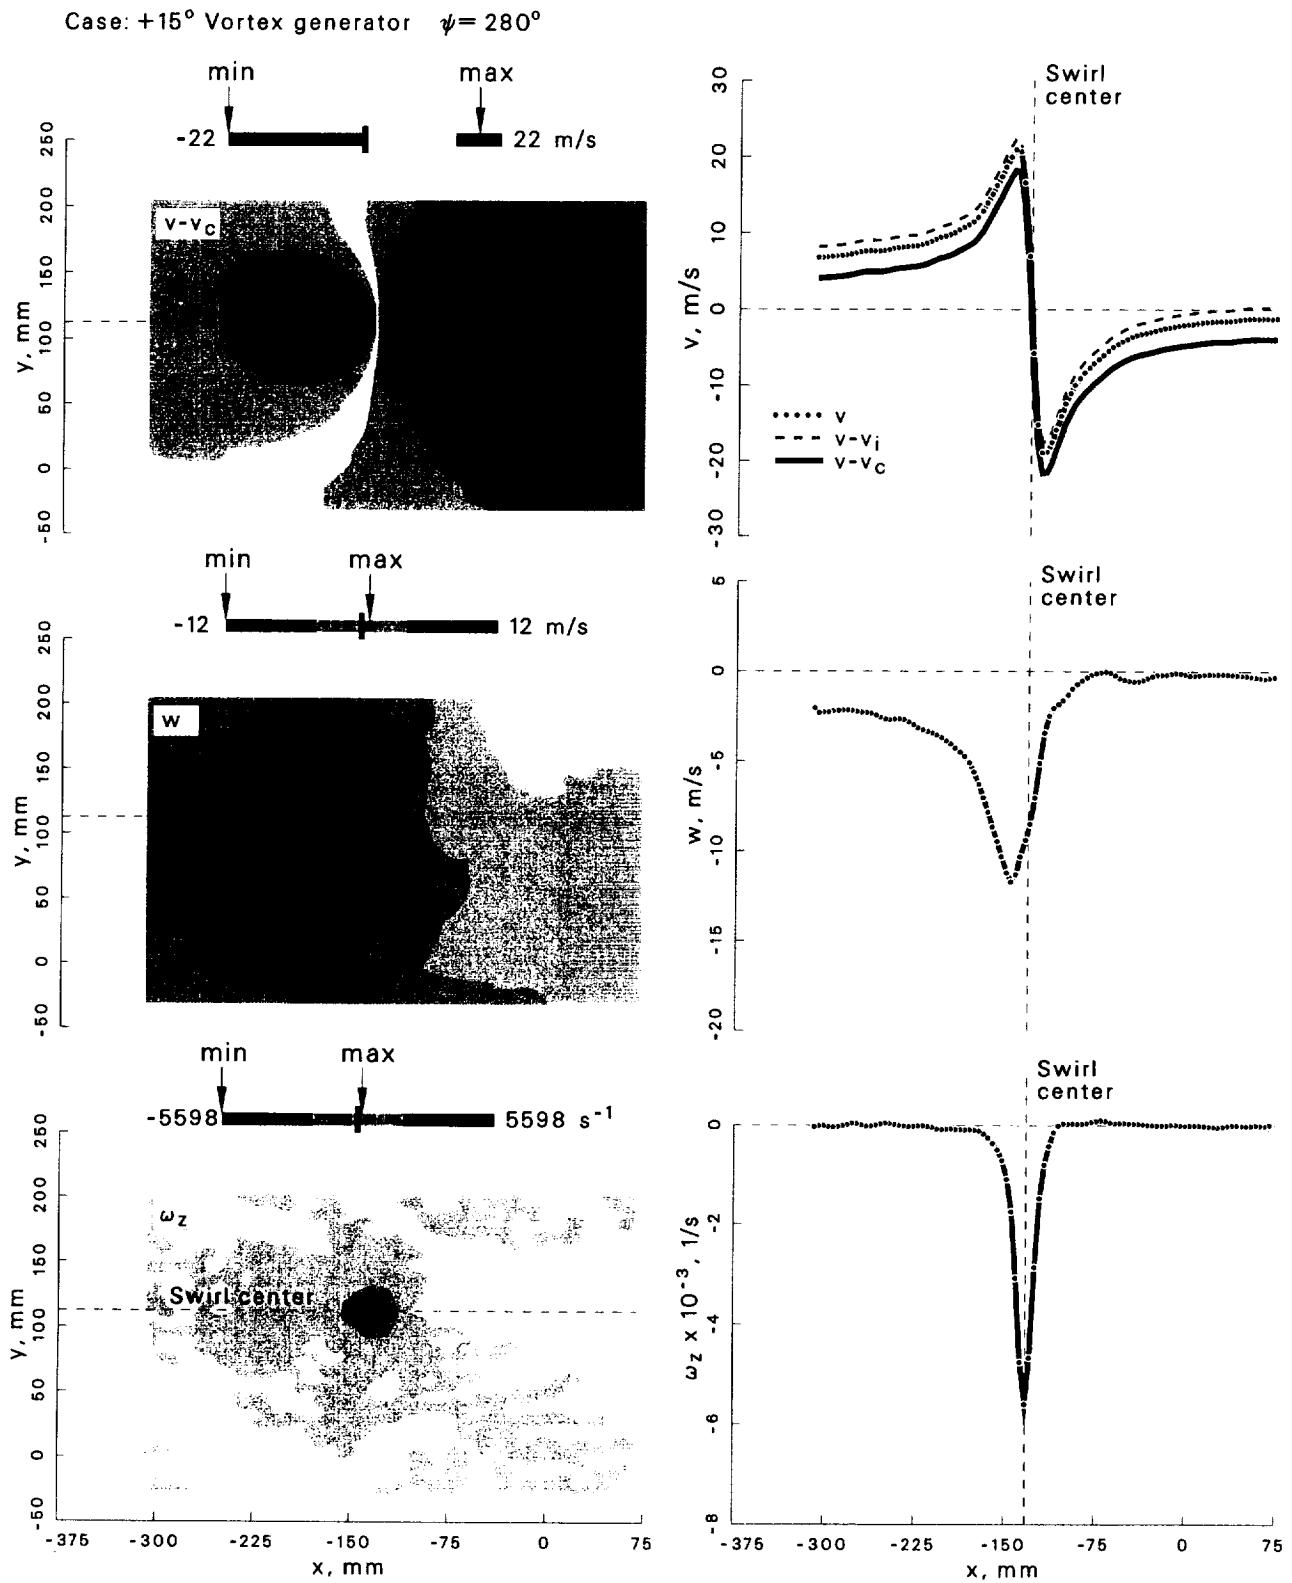 Case: +15° Vortex generator ψ= 280°
min
max
-22
22 m/s
250
200
150
100
50
0
-50
y, mm
v-vc
min
max
-12
12 m/s
250
200
150
100
50
0
-50
y, mm
w
min
max
-5598
5598 s-1
250
200
150
100
50
0
-50
y, mm
ωz
Swirl center
-375 -300 -225 -150 -75 0 75
x, mm
Swirl
center
30
20
10
0
-10
-20
-30
v, m/s
v
v-vi
v-vc
Swirl
center
5
0
-5
-10
-15
-20
w, m/s
Swirl
center
0
-2
-4
-6
-8
ωz x 10-3, 1/s
-375 -300 -225 -150 -75 0 75
x, mm